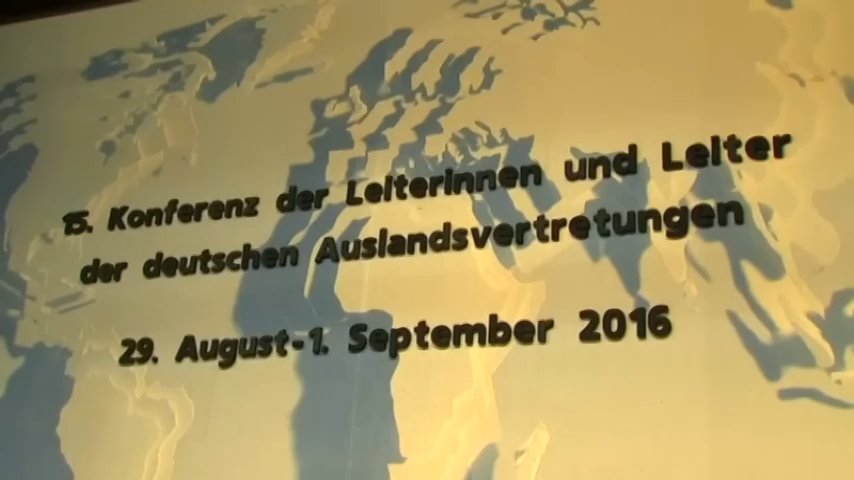 15. Konferenz der Leiterinnen und Leiter
der deutschen Auslandsvertretungen
29. August-1. September 2016